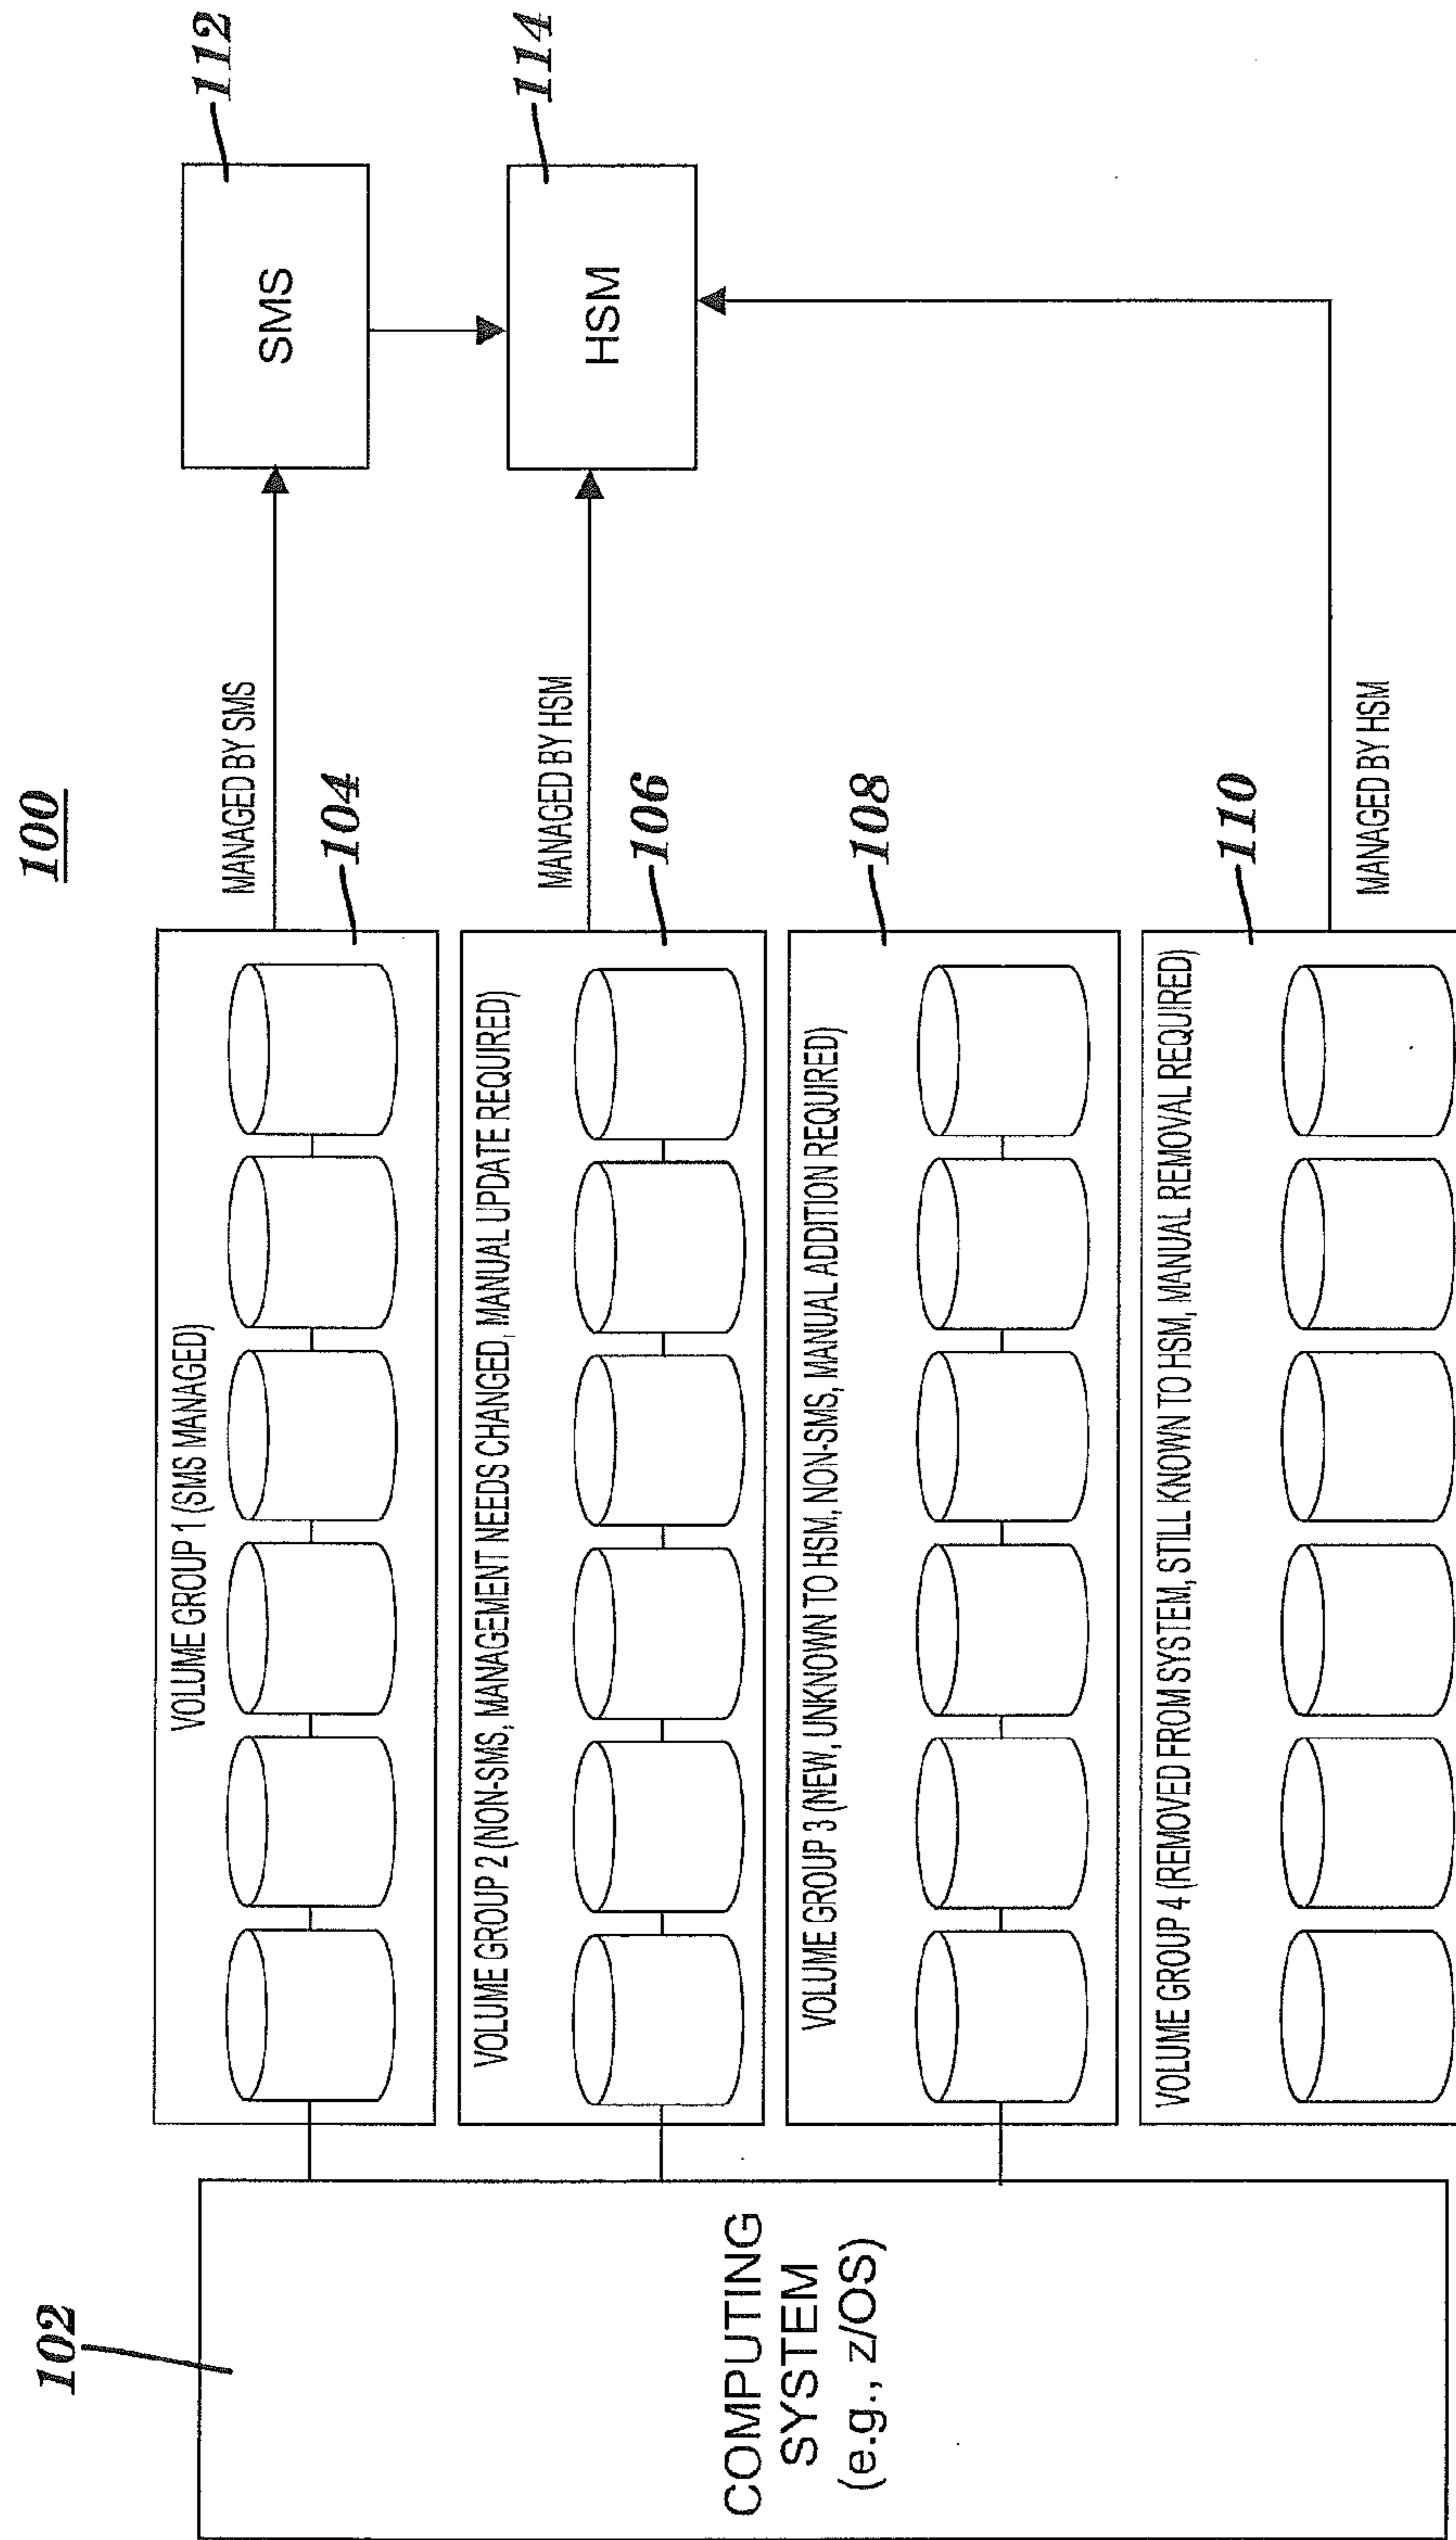 100
102
COMPUTING
SYSTEM
(e.g., z/OS)
VOLUME GROUP 1 (SMS MANAGED)
104
MANAGED BY SMS
SMS
112
VOLUME GROUP 2 (NON-SMS, MANAGEMENT NEEDS CHANGED, MANUAL UPDATE REQUIRED)
106
MANAGED BY HSM
HSM
114
VOLUME GROUP 3 (NEW, UNKNOWN TO HSM, NON-SMS, MANUAL ADDITION REQUIRED)
108
VOLUME GROUP 4 (REMOVED FROM SYSTEM, STILL KNOWN TO HSM, MANUAL REMOVAL REQUIRED)
110
MANAGED BY HSM